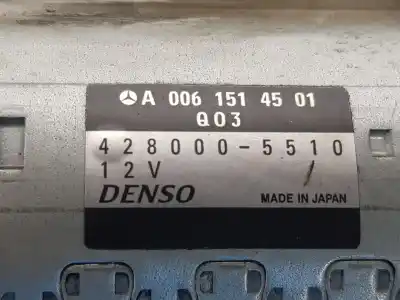 A 006 151 45 01
Q03
428000-5510
12V
DENSO MADE IN JAPAN